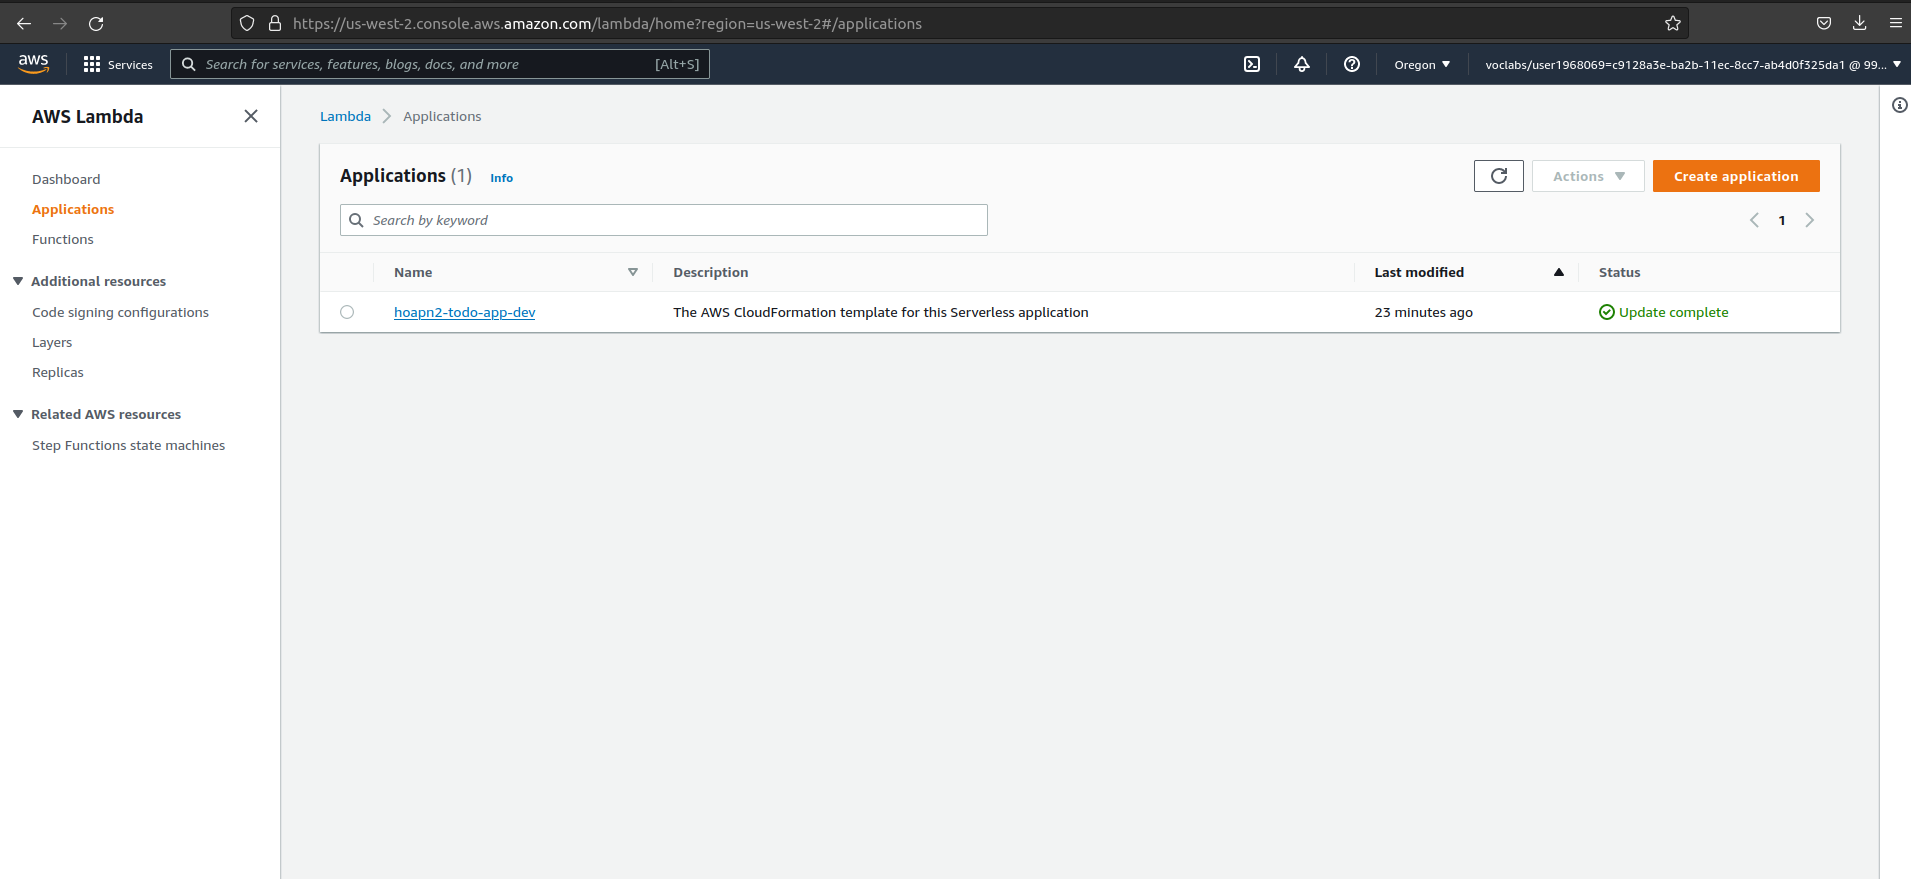 https://us-west-2.console.aws.amazon.com/lambda/home?region=us-west-2#/applications
aws Services Search for services, features, blogs, docs, and more [Alt+S] Oregon voclabs/user1968069=c9128a3e-ba2b-11ec-8cc7-ab4d0f325da1 @ 99...
AWS Lambda
Dashboard
Applications
Functions
Additional resources
Code signing configurations
Layers
Replicas
Related AWS resources
Step Functions state machines
Lambda Applications
Applications (1) Info Actions Create application
Search by keyword 1
Name Description Last modified Status
hoapn2-todo-app-dev The AWS CloudFormation template for this Serverless application 23 minutes ago Update complete